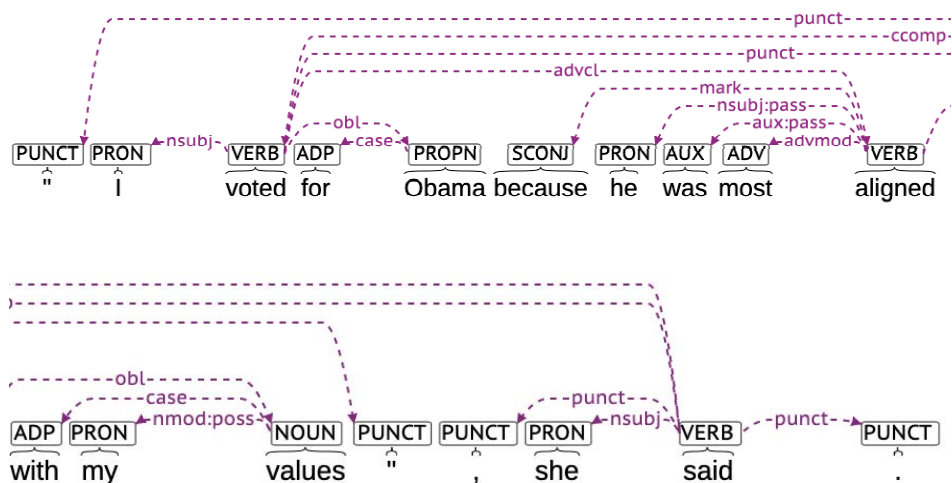 punct
ccomp
punct
advcl
mark
nsubj:pass
obl aux:pass
nsubj case advmod
PUNCT PRON VERB ADP PROPN SCONJ PRON AUX ADV VERB
" I voted for Obama because he was most aligned
obl
case punct
nmod:poss nsubj punct
ADP PRON NOUN PUNCT PUNCT PRON VERB PUNCT
with my values " , she said .